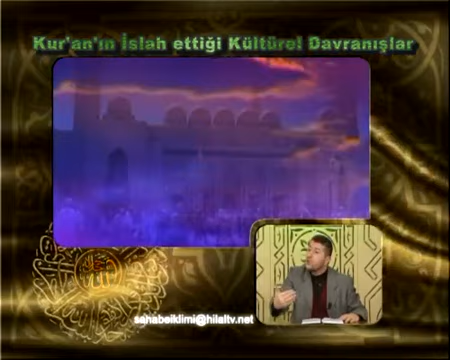 Kur'an'ın İslah ettiği Kültürel Davranışlar
sahabeiklimi@hilaltv.net